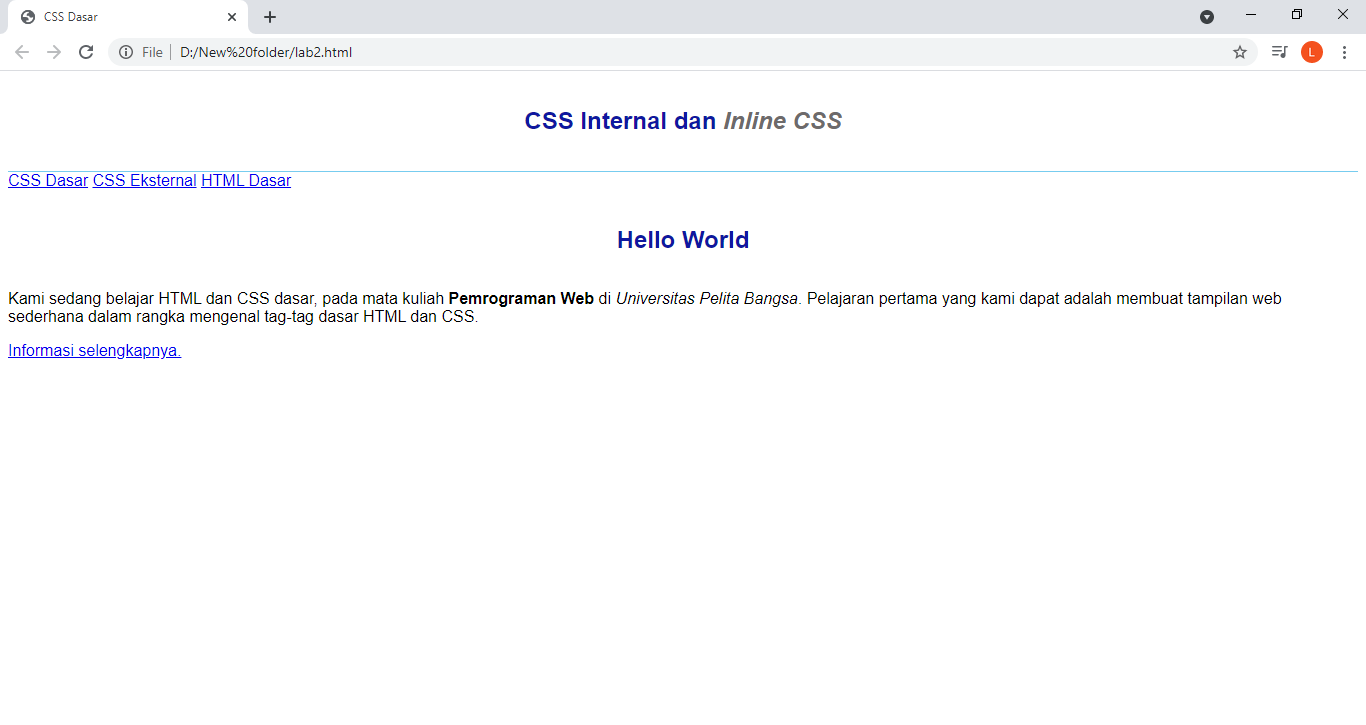 CSS Dasar
File D:/New%20folder/lab2.html
L
CSS Internal dan Inline CSS
CSS Dasar CSS Eksternal HTML Dasar
Hello World
Kami sedang belajar HTML dan CSS dasar, pada mata kuliah Pemrograman Web di Universitas Pelita Bangsa. Pelajaran pertama yang kami dapat adalah membuat tampilan web
sederhana dalam rangka mengenal tag-tag dasar HTML dan CSS.
Informasi selengkapnya.